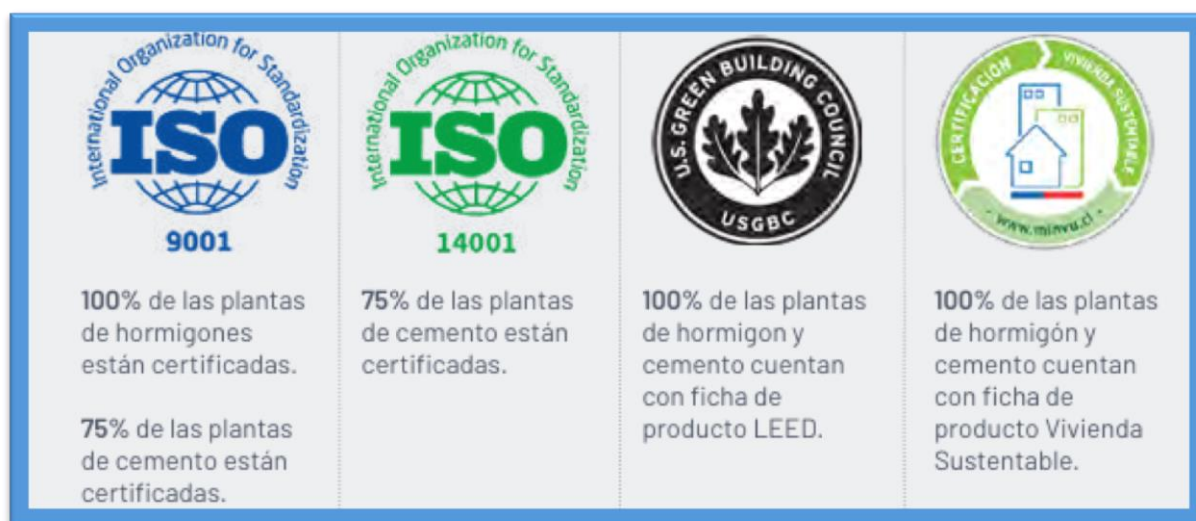 International Organization for Standardization
ISO
9001
100% de las plantas
de hormigones
están certificadas.
75% de las plantas
de cemento están
certificadas.
International Organization for Standardization
ISO
14001
75% de las plantas
de cemento están
certificadas.
U.S. GREEN BUILDING COUNCIL
USGBC
100% de las plantas
de hormigon y
cemento cuentan
con ficha de
producto LEED.
CERTIFICACIÓN
VIVIENDA SUSTENTABLE
- www.minvu.cl -
100% de las plantas
de hormigón y
cemento cuentan
con ficha de
producto Vivienda
Sustentable.